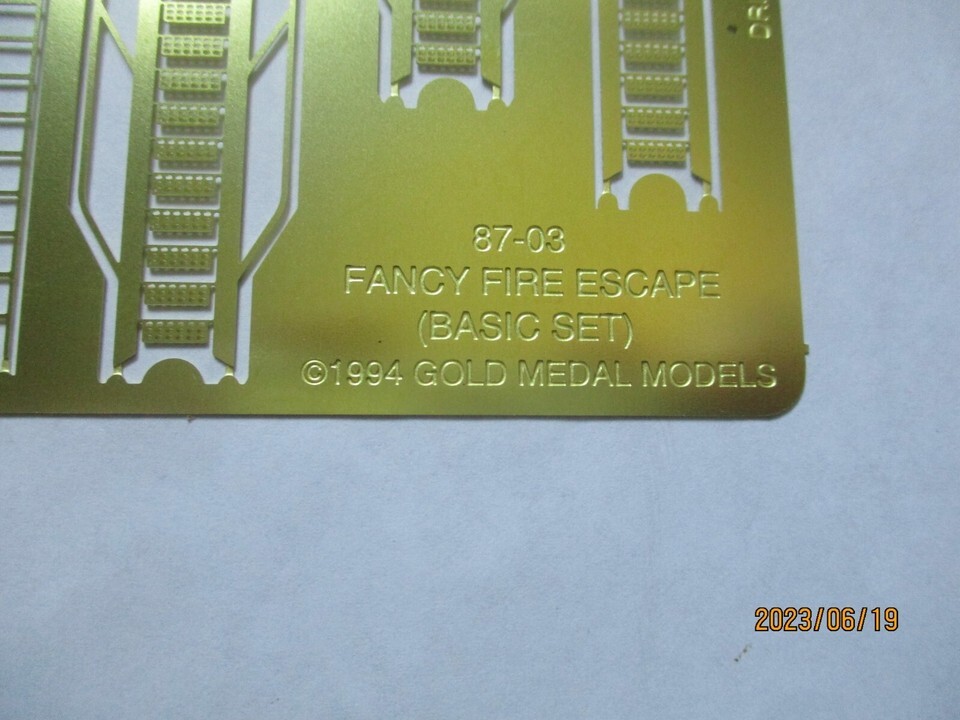 87-03
FANCY FIRE ESCAPE
(BASIC SET)
©1994 GOLD MEDAL MODELS
2023/06/19